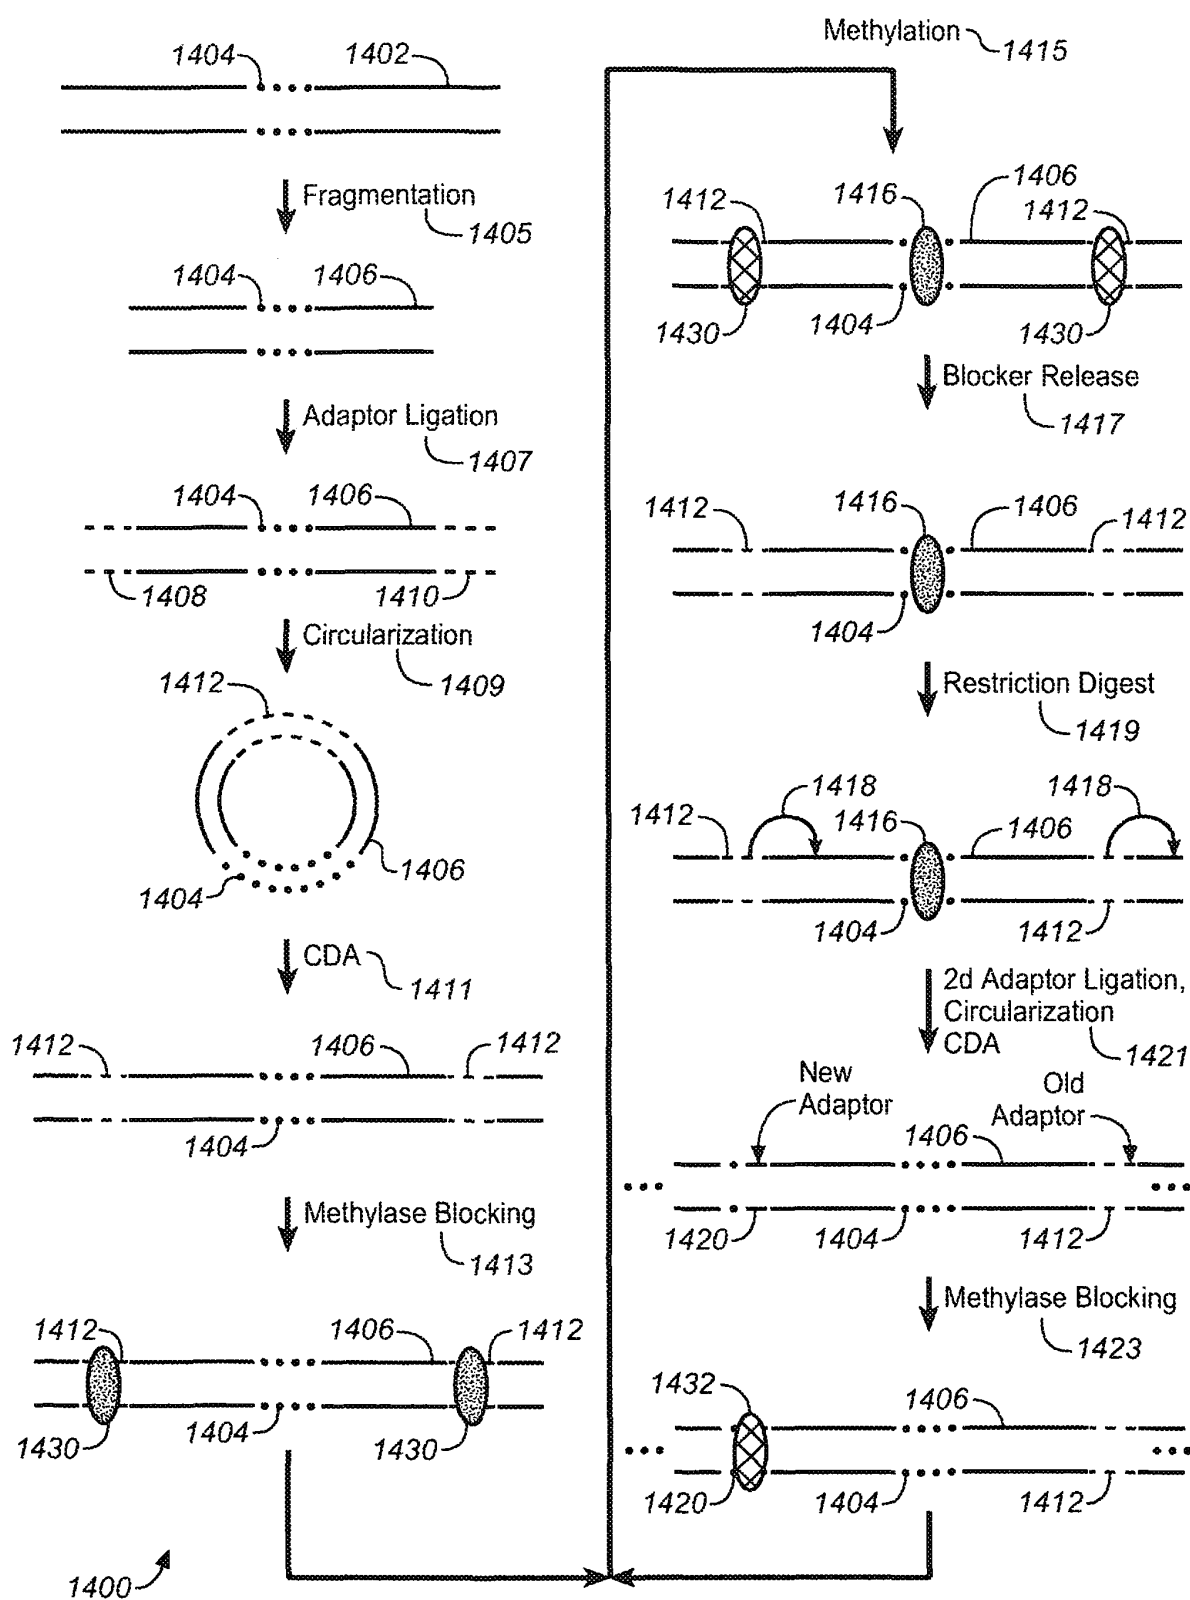 1404 1402
Fragmentation
1405
1404 1406
Adaptor Ligation
1407
1404 1406
1408 1410
Circularization
1409
1412
1406
1404
CDA
1411
1412 1406 1412
1404
Methylase Blocking
1413
1412 1406 1412
1430 1404 1430
1400
Methylation
1415
1412 1416 1406 1412
1430 1404 1430
Blocker Release
1417
1412 1416 1406 1412
1404
Restriction Digest
1419
1412 1418 1416 1406 1418
1404 1412
2d Adaptor Ligation,
Circularization
CDA
1421
New
Adaptor
Old
Adaptor
1406
1420 1404 1412
Methylase Blocking
1423
1432 1406
1420 1404 1412